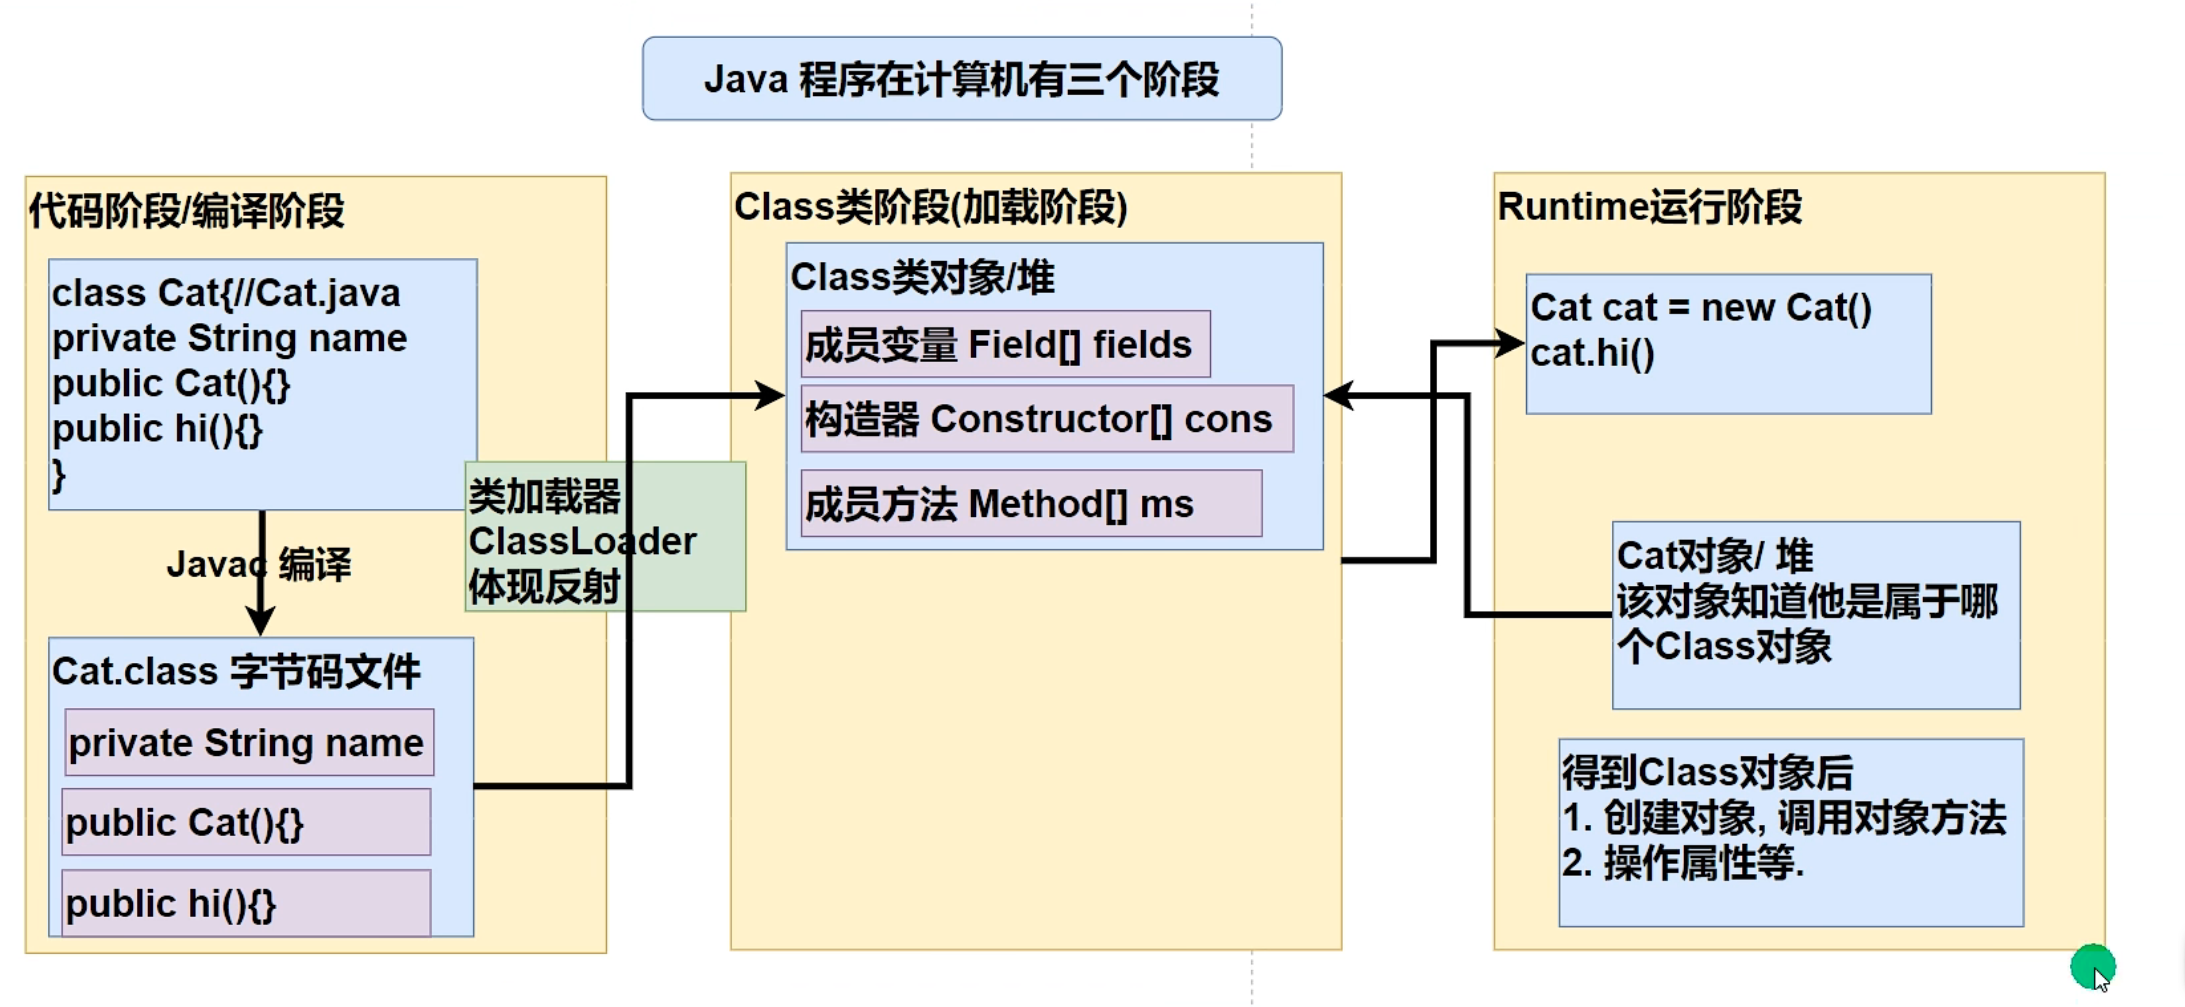 Java 程序在计算机有三个阶段
代码阶段/编译阶段
class Cat{//Cat.java
private String name
public Cat(){}
public hi(){}
}
Javac 编译
Cat.class 字节码文件
private String name
public Cat(){}
public hi(){}
类加载器
ClassLoader
体现反射
Class类阶段(加载阶段)
Class类对象/堆
成员变量 Field[] fields
构造器 Constructor[] cons
成员方法 Method[] ms
Runtime运行阶段
Cat cat = new Cat()
cat.hi()
Cat对象/ 堆
该对象知道他是属于哪
个Class对象
得到Class对象后
1. 创建对象, 调用对象方法
2. 操作属性等.